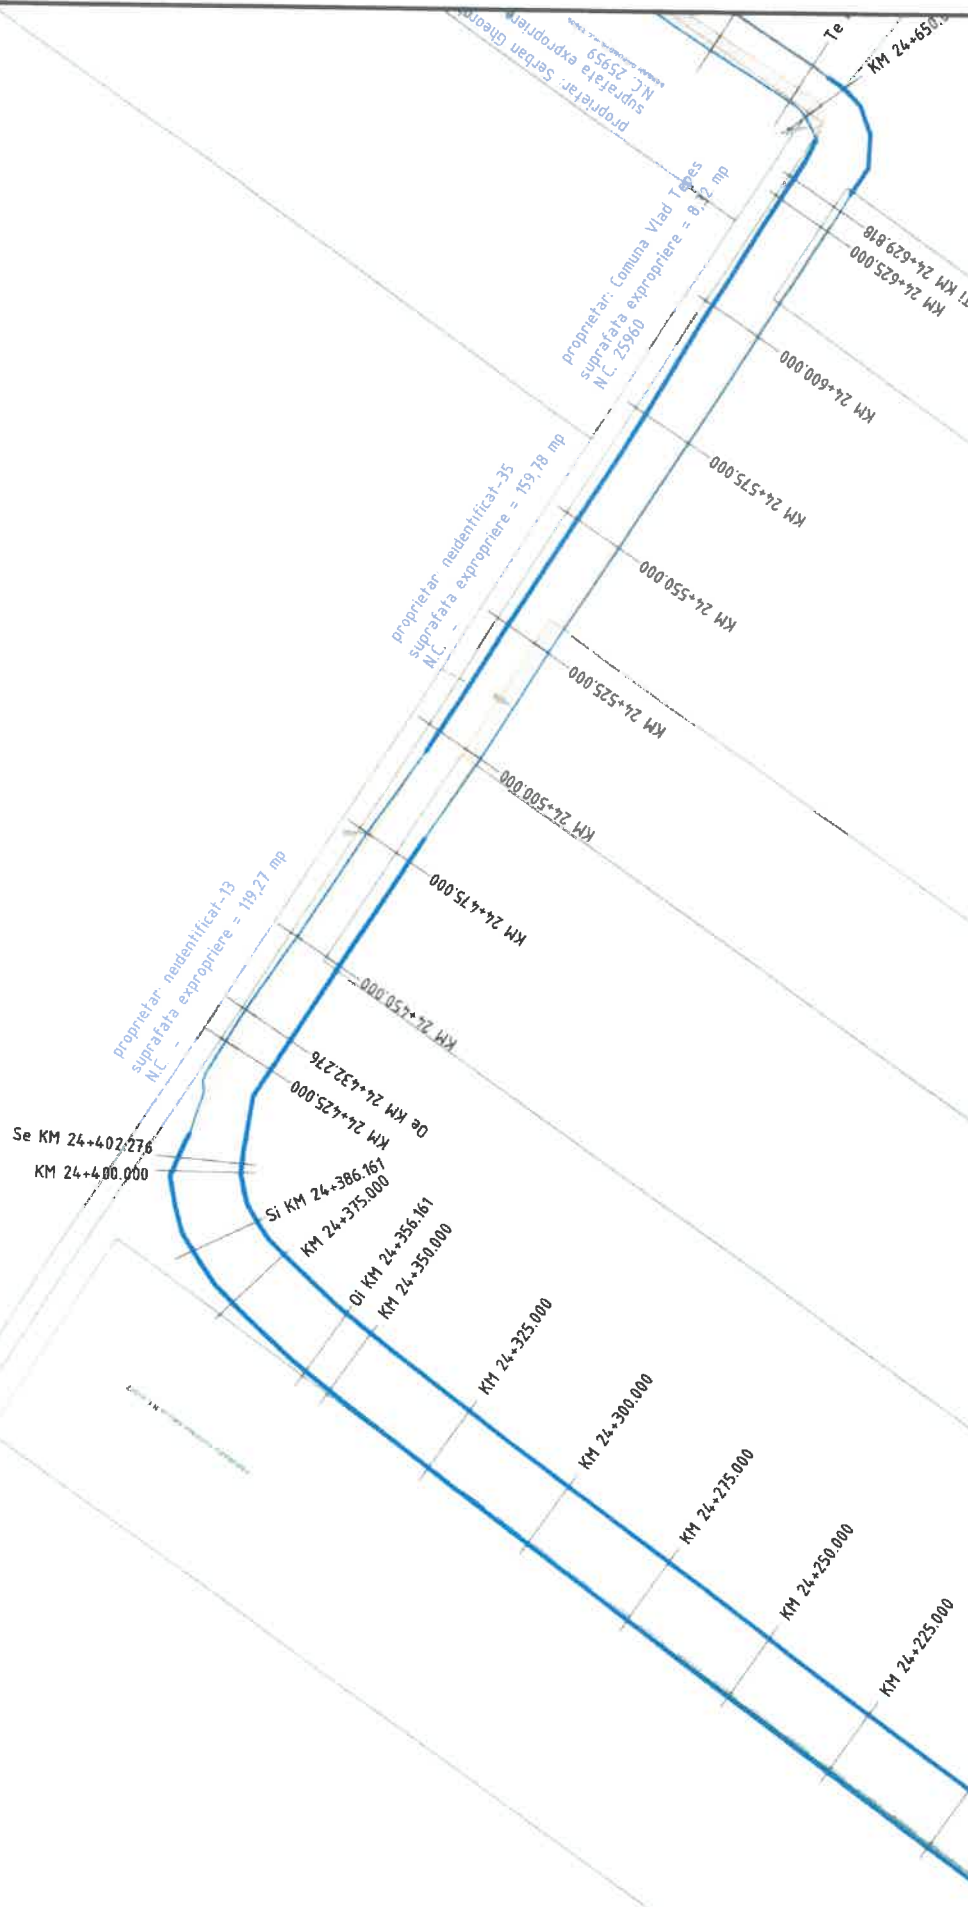 Te
KM 24+650.
proprietar: Serban Gheorg
suprafata expropriere
N.C. 25959
proprietar: Comuna Vlad Tepes
suprafata expropriere = mp
N.C. 25960
Ti KM 24+629.818
KM 24+625.000
KM 24+600.000
KM 24+575.000
KM 24+550.000
proprietar: neidentificat-35
suprafata expropriere = 159,78 mp
N.C. -
KM 24+525.000
KM 24+500.000
KM 24+475.000
proprietar: neidentificat-13
suprafata expropriere = 119,27 mp
N.C. -
KM 24+450.000
De KM 24+432.276
KM 24+425.000
Se KM 24+402.276
KM 24+400.000
Si KM 24+386.161
KM 24+375.000
Oi KM 24+356.161
KM 24+350.000
KM 24+325.000
KM 24+300.000
KM 24+275.000
KM 24+250.000
KM 24+225.000